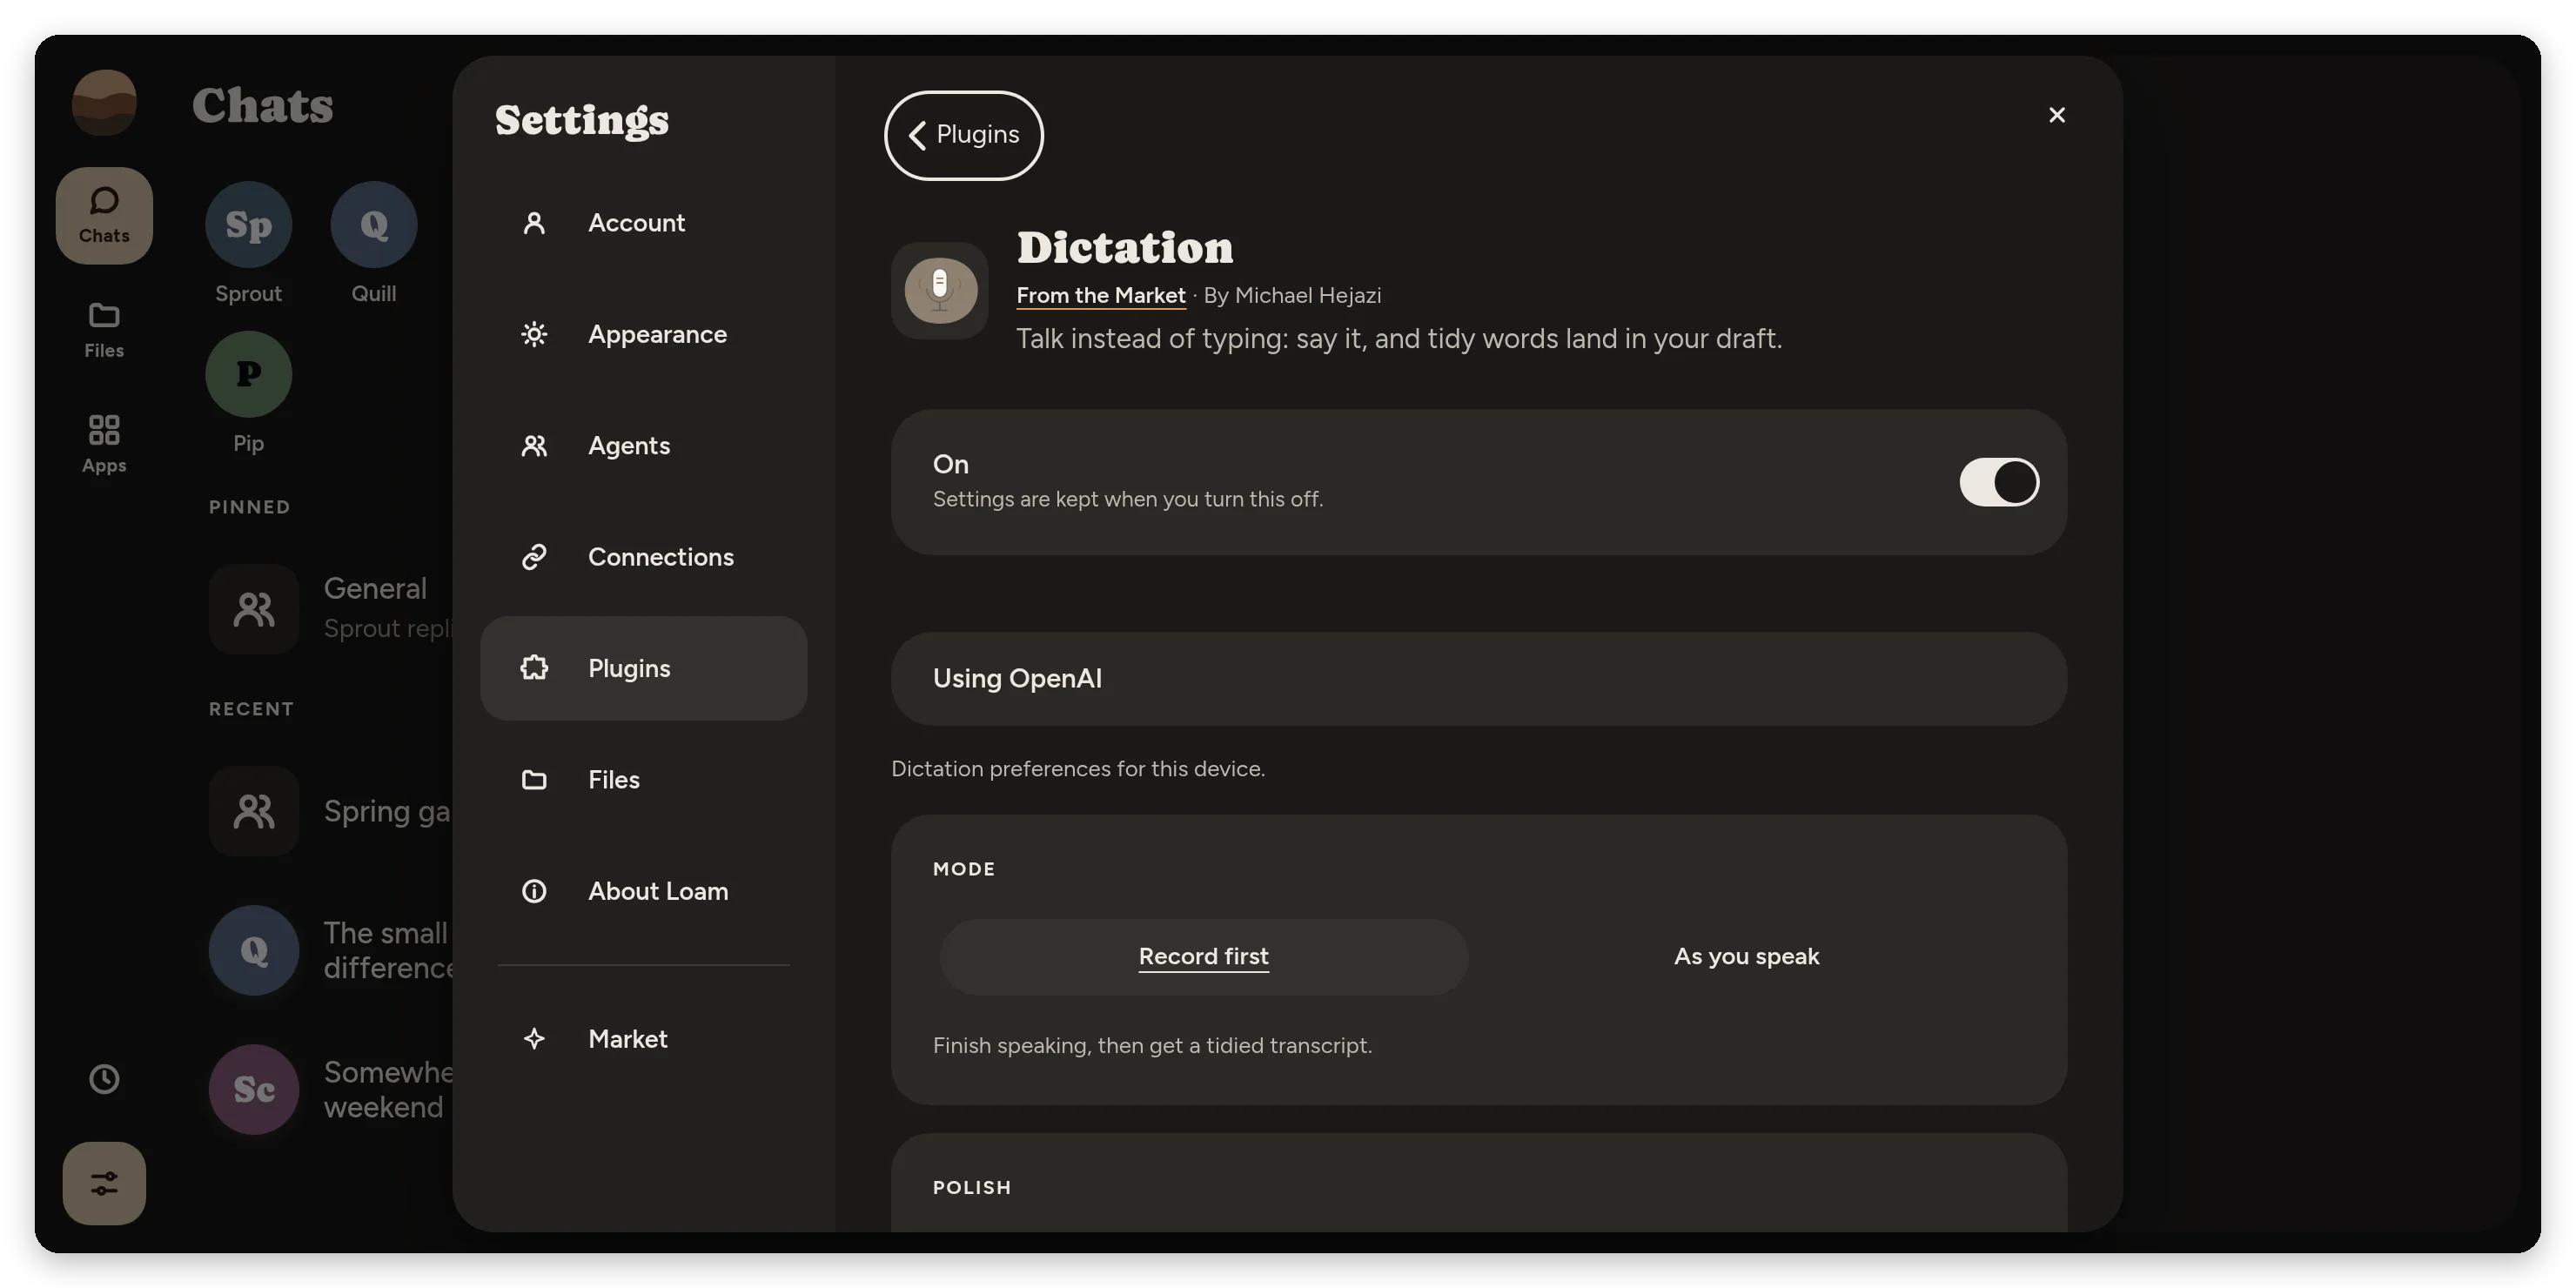 Chats
Chats
Files
Apps
Sp
Sprout
Q
Quill
P
Pip
PINNED
General
Sprout repli
RECENT
Spring ga
Q
The small
difference
Sc
Somewhe
weekend
Settings
Account
Appearance
Agents
Connections
Plugins
Files
About Loam
Market
Plugins
Dictation
From the Market · By Michael Hejazi
Talk instead of typing: say it, and tidy words land in your draft.
On
Settings are kept when you turn this off.
Using OpenAI
Dictation preferences for this device.
MODE
Record first
As you speak
Finish speaking, then get a tidied transcript.
POLISH